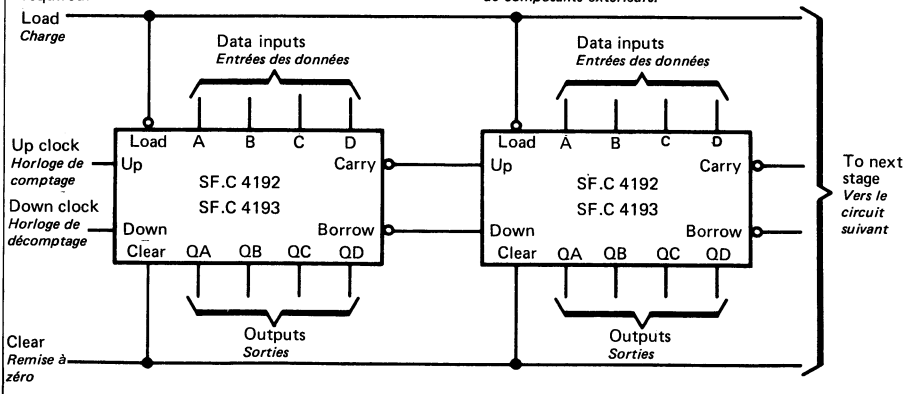 Load
Charge
Data inputs
Entrées des données
Data inputs
Entrées des données
Load A B C D
Load A B C D
Up clock
Horloge de
comptage
Up Carry
Up Carry
SF.C 4192
SF.C 4193
SF.C 4192
SF.C 4193
To next
stage
Vers le
circuit
suivant
Down clock
Horloge de
décomptage
Down Borrow
Down Borrow
Clear QA QB QC QD
Clear QA QB QC QD
Outputs
Sorties
Outputs
Sorties
Clear
Remise à
zéro